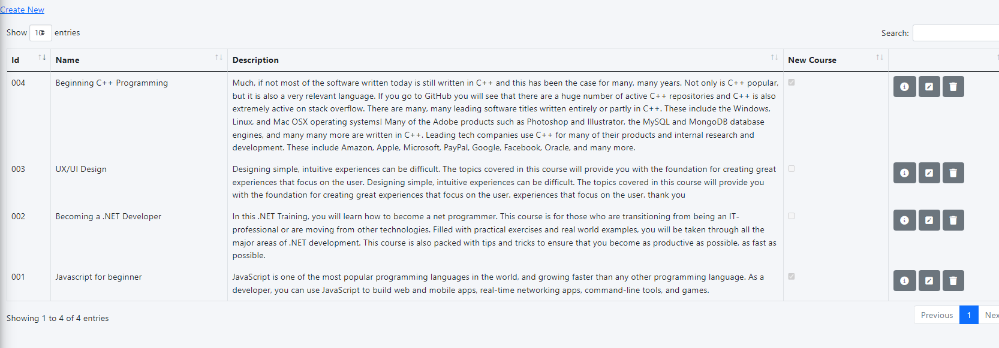 Create New
Show 10 entries
Search:
Id Name Description New Course
004 Beginning C++ Programming Much, if not most of the software written today is still written in C++ and this has been the case for many, many years. Not only is C++ popular,
but it is also a very relevant language. If you go to GitHub you will see that there are a huge number of active C++ repositories and C++ is also
extremely active on stack overflow. There are many, many leading software titles written entirely or partly in C++. These include the Windows,
Linux, and Mac OSX operating systems! Many of the Adobe products such as Photoshop and Illustrator, the MySQL and MongoDB database
engines, and many many more are written in C++. Leading tech companies use C++ for many of their products and internal research and
development. These include Amazon, Apple, Microsoft, PayPal, Google, Facebook, Oracle, and many more.
003 UX/UI Design Designing simple, intuitive experiences can be difficult. The topics covered in this course will provide you with the foundation for creating great
experiences that focus on the user. Designing simple, intuitive experiences can be difficult. The topics covered in this course will provide you
with the foundation for creating great experiences that focus on the user. experiences that focus on the user. thank you
002 Becoming a .NET Developer In this .NET Training, you will learn how to become a net programmer. This course is for those who are transitioning from being an IT-
professional or are moving from other technologies. Filled with practical exercises and real world examples, you will be taken through all the
major areas of .NET development. This course is also packed with tips and tricks to ensure that you become as productive as possible, as fast as
possible.
001 Javascript for beginner JavaScript is one of the most popular programming languages in the world, and growing faster than any other programming language. As a
developer, you can use JavaScript to build web and mobile apps, real-time networking apps, command-line tools, and games.
Showing 1 to 4 of 4 entries
Previous 1 Nex